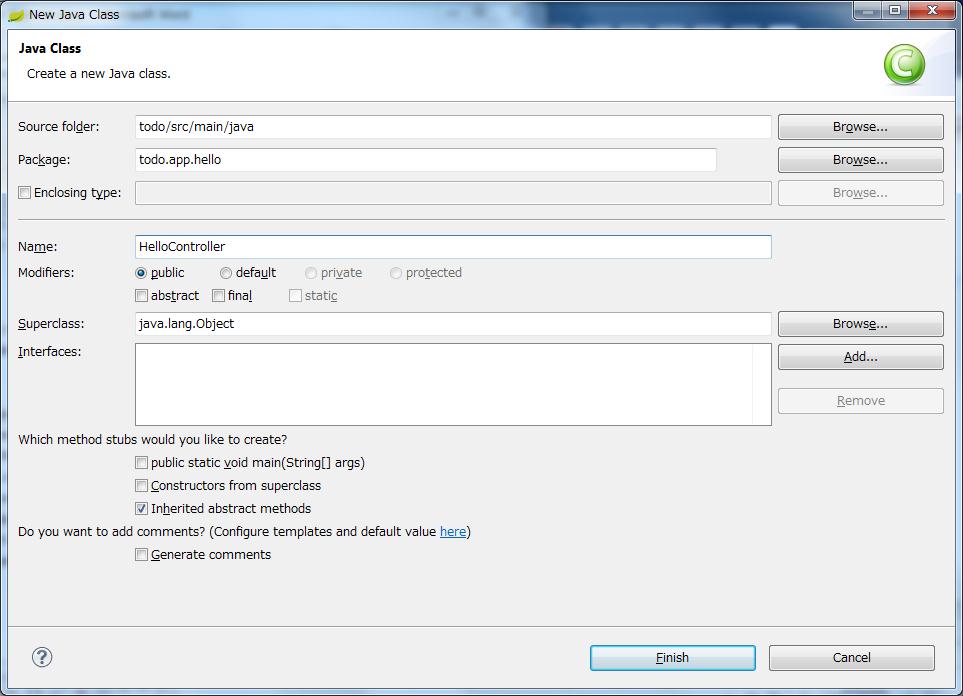 New Java Class
Java Class
Create a new Java class.
Source folder: todo/src/main/java Browse...
Package: todo.app.hello Browse...
Enclosing type: Browse...
Name: HelloController
Modifiers: public default private protected
abstract final static
Superclass: java.lang.Object Browse...
Interfaces: Add...
Remove
Which method stubs would you like to create?
public static void main(String[] args)
Constructors from superclass
Inherited abstract methods
Do you want to add comments? (Configure templates and default value here)
Generate comments
Finish Cancel